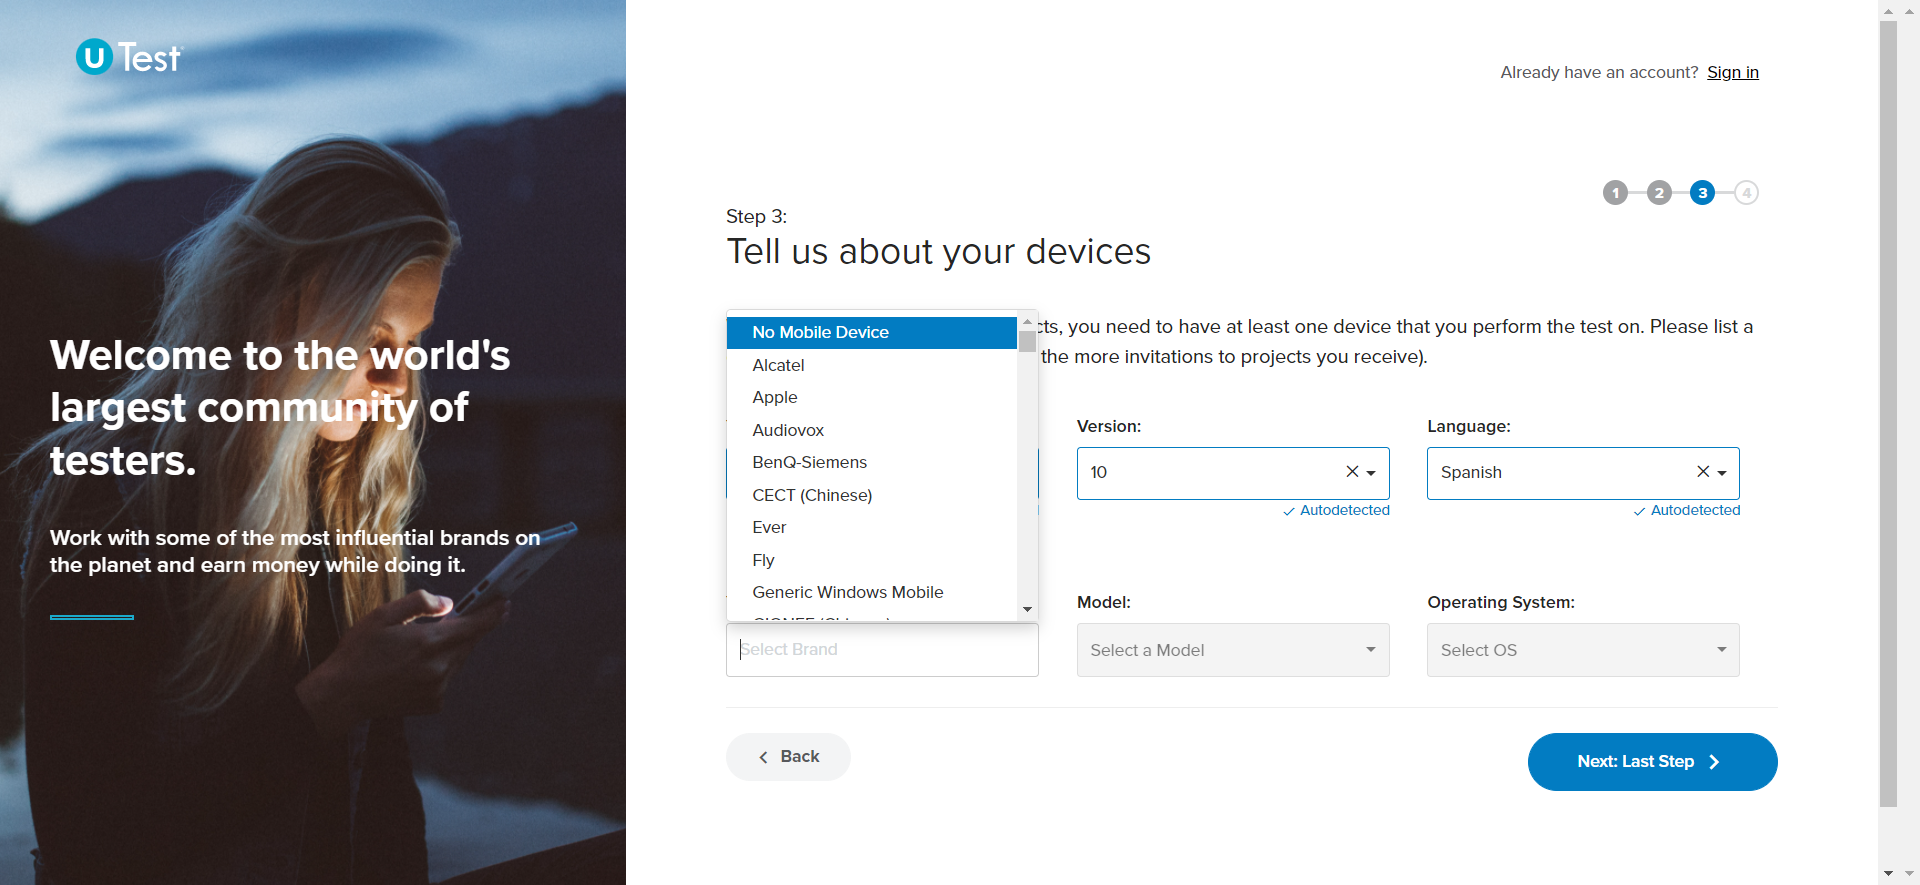 U Test
Already have an account? Sign in
1 2 3 4
Step 3:
Tell us about your devices
cts, you need to have at least one device that you perform the test on. Please list a
the more invitations to projects you receive).
No Mobile Device
Alcatel
Apple
Audiovox
BenQ-Siemens
CECT (Chinese)
Ever
Fly
Generic Windows Mobile
Version:
Language:
10
Spanish
Autodetected
Autodetected
Model:
Operating System:
Select Brand
Select a Model
Select OS
Back
Next: Last Step
Welcome to the world's
largest community of
testers.
Work with some of the most influential brands on
the planet and earn money while doing it.